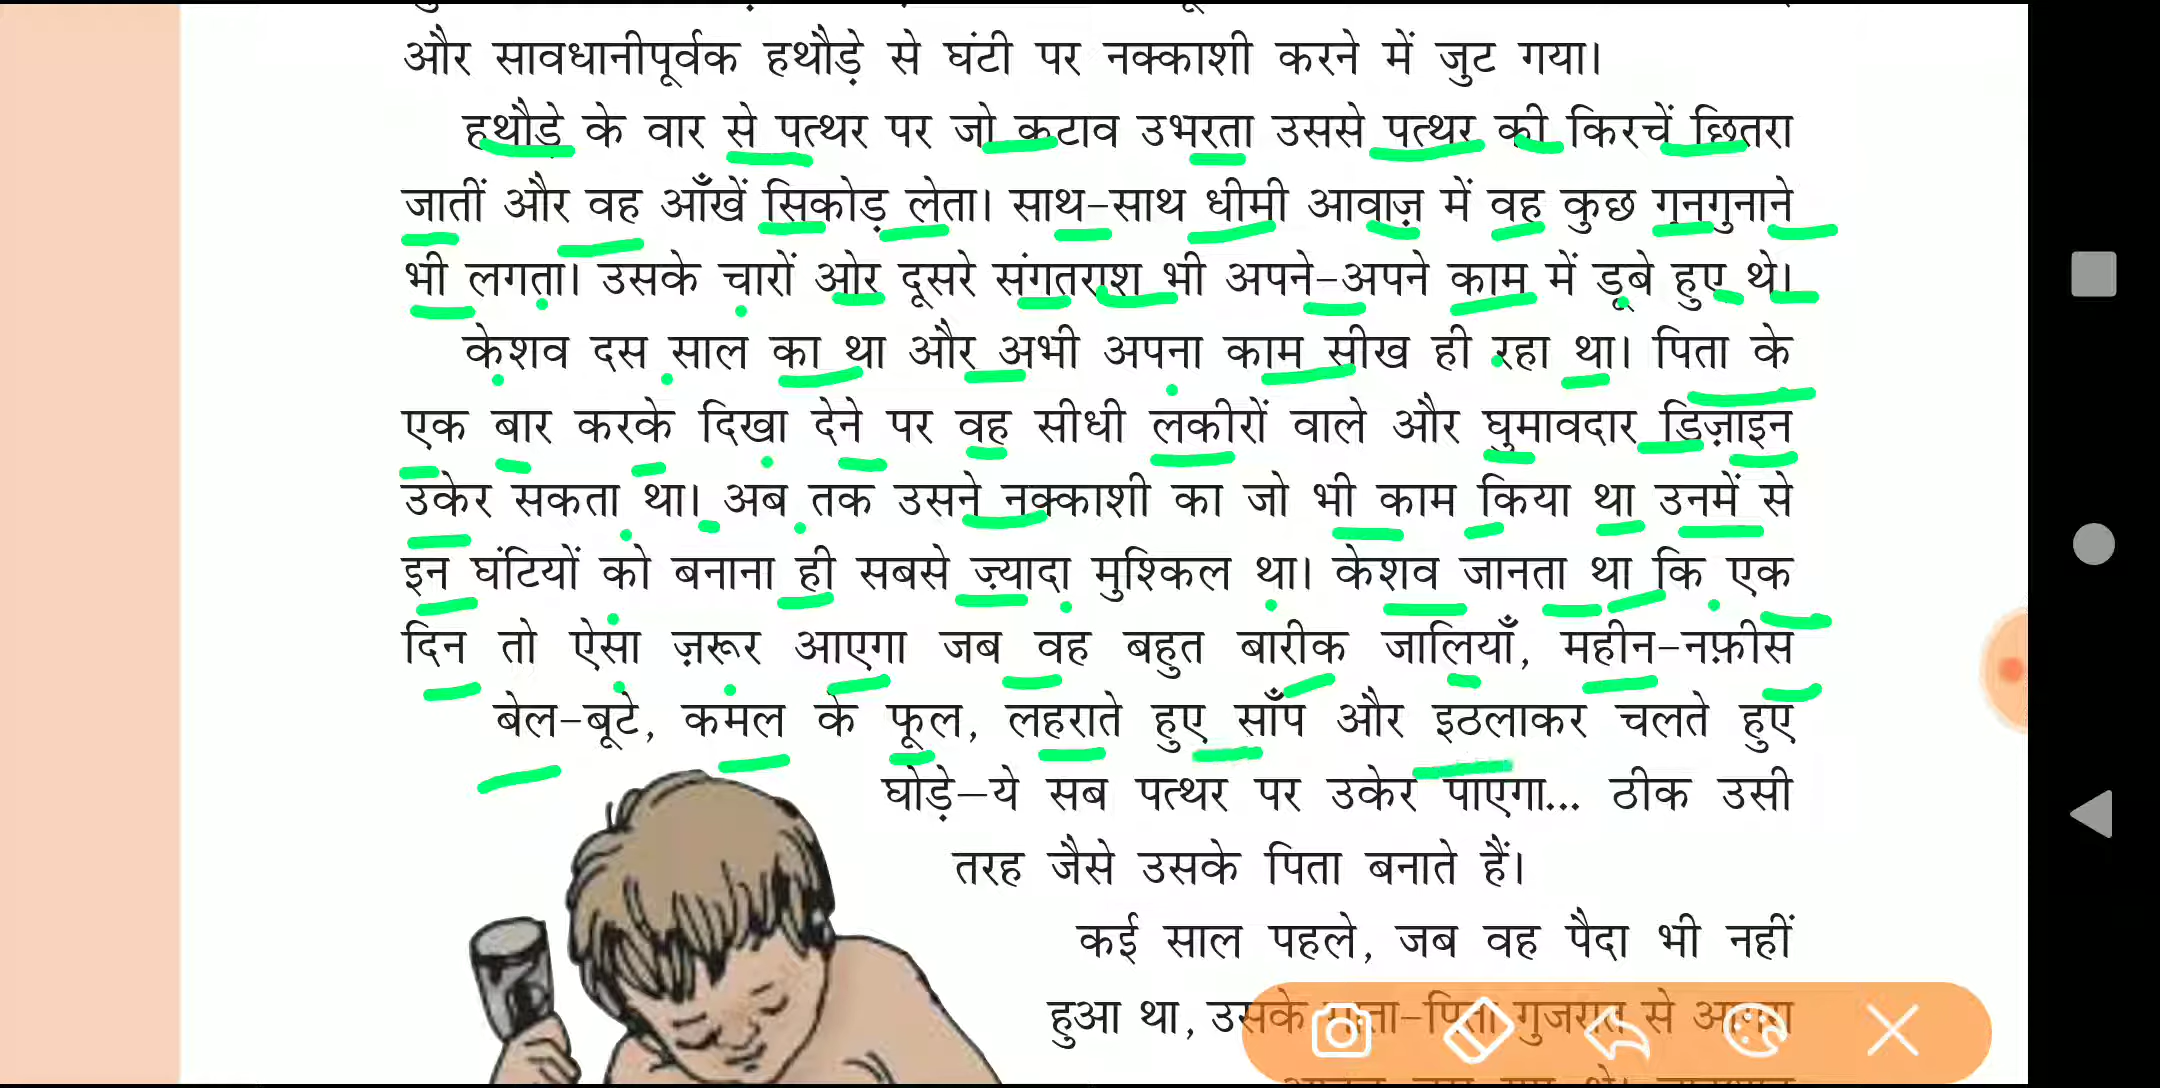 और सावधानीपूर्वक हथौड़े से घंटी पर नक्काशी करने में जुट गया।
हथौड़े के वार से पत्थर पर जो कटाव उभरता उससे पत्थर की किरचें छितरा
जातीं और वह आँखें सिकोड़ लेता। साथ-साथ धीमी आवाज़ में वह कुछ गुनगुनाने
भी लगता। उसके चारों ओर दूसरे संगतराश भी अपने-अपने काम में डूबे हुए थे।
केशव दस साल का था और अभी अपना काम सीख ही रहा था। पिता के
एक बार करके दिखा देने पर वह सीधी लकीरों वाले और घुमावदार डिज़ाइन
उकेर सकता था। अब तक उसने नक्काशी का जो भी काम किया था उनमें से
इन घंटियों को बनाना ही सबसे ज़्यादा मुश्किल था। केशव जानता था कि एक
दिन तो ऐसा ज़रूर आएगा जब वह बहुत बारीक जालियाँ, महीन-नफ़ीस
बेल-बूटे, कमल के फूल, लहराते हुए साँप और इठलाकर चलते हुए
घोड़े–ये सब पत्थर पर उकेर पाएगा... ठीक उसी
तरह जैसे उसके पिता बनाते हैं।
कई साल पहले, जब वह पैदा भी नहीं
हुआ था, उसके माता-पिता गुजरात से आगरा